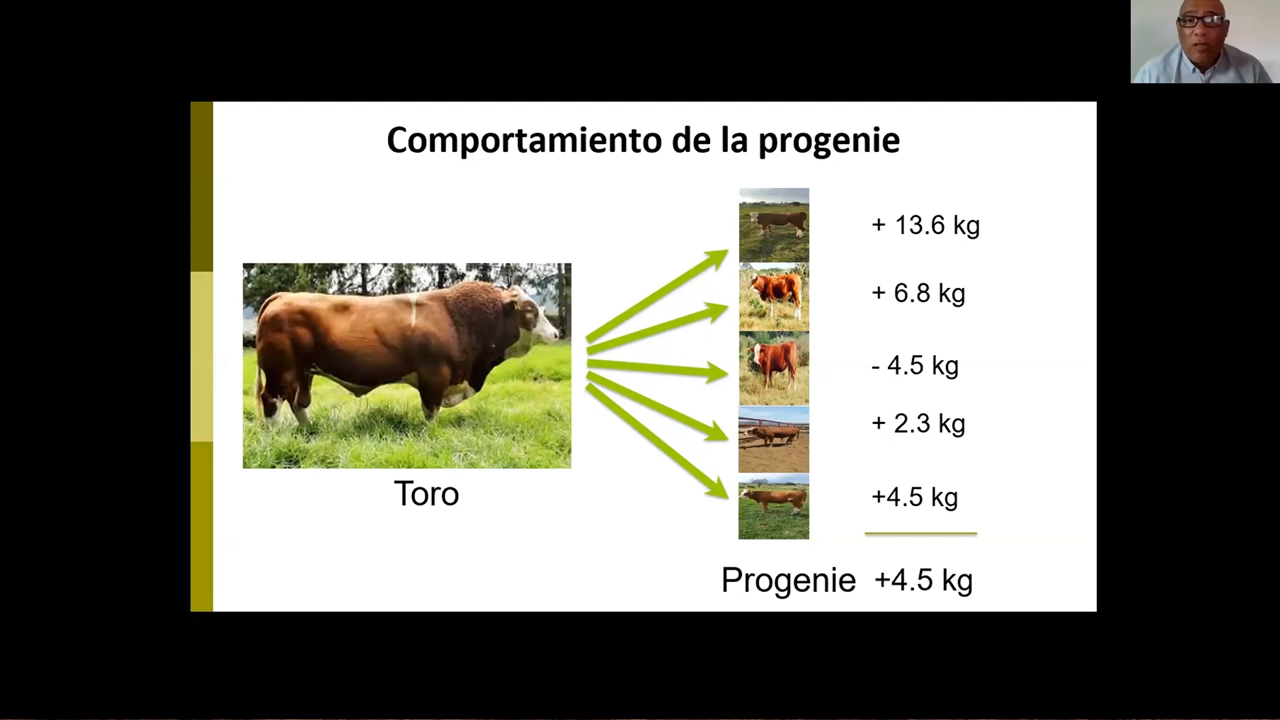 Comportamiento de la progenie
+ 13.6 kg
+ 6.8 kg
- 4.5 kg
+ 2.3 kg
+4.5 kg
Toro
Progenie +4.5 kg